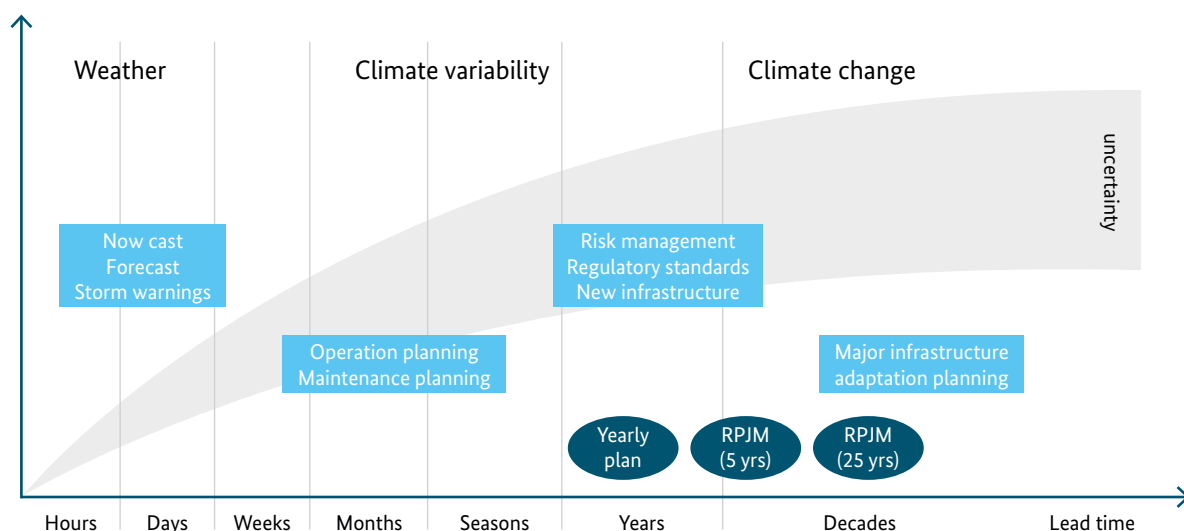 Weather
Climate variability
Climate change
uncertainty
Now cast
Forecast
Storm warnings
Risk management
Regulatory standards
New infrastructure
Operation planning
Maintenance planning
Major infrastructure
adaptation planning
Yearly
plan
RPJM
(5 yrs)
RPJM
(25 yrs)
Hours
Days
Weeks
Months
Seasons
Years
Decades
Lead time